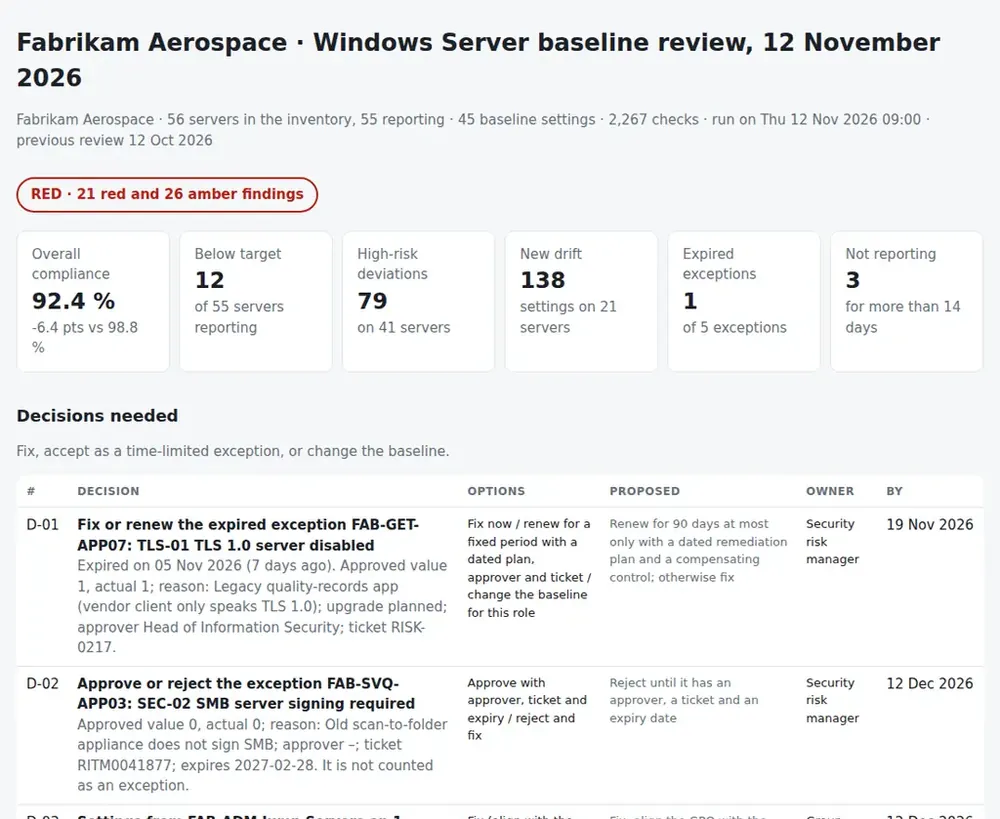 Fabrikam Aerospace · Windows Server baseline review, 12 November
2026
Fabrikam Aerospace · 56 servers in the inventory, 55 reporting · 45 baseline settings · 2,267 checks · run on Thu 12 Nov 2026 09:00 ·
previous review 12 Oct 2026
RED · 21 red and 26 amber findings
Overall
compliance
92.4 %
-6.4 pts vs 98.8
%
Below target
12
of 55 servers
reporting
High-risk
deviations
79
on 41 servers
New drift
138
settings on 21
servers
Expired
exceptions
1
of 5 exceptions
Not reporting
3
for more than 14
days
Decisions needed
Fix, accept as a time-limited exception, or change the baseline.
# DECISION OPTIONS PROPOSED OWNER BY
D-01
Fix or renew the expired exception FAB-GET-
APP07: TLS-01 TLS 1.0 server disabled
Expired on 05 Nov 2026 (7 days ago). Approved value
1, actual 1; reason: Legacy quality-records app
(vendor client only speaks TLS 1.0); upgrade planned;
approver Head of Information Security; ticket RISK-
0217.
Fix now / renew for a
fixed period with a
dated plan,
approver and ticket /
change the baseline
for this role
Renew for 90 days at most
only with a dated remediation
plan and a compensating
control; otherwise fix
Security
risk
manager
19 Nov 2026
D-02
Approve or reject the exception FAB-SVQ-
APP03: SEC-02 SMB server signing required
Approved value 0, actual 0; reason: Old scan-to-folder
appliance does not sign SMB; approver –; ticket
RITM0041877; expires 2027-02-28. It is not counted
as an exception.
Approve with
approver, ticket and
expiry / reject and
fix
Reject until it has an
approver, a ticket and an
expiry date
Security
risk
manager
12 Dec 2026